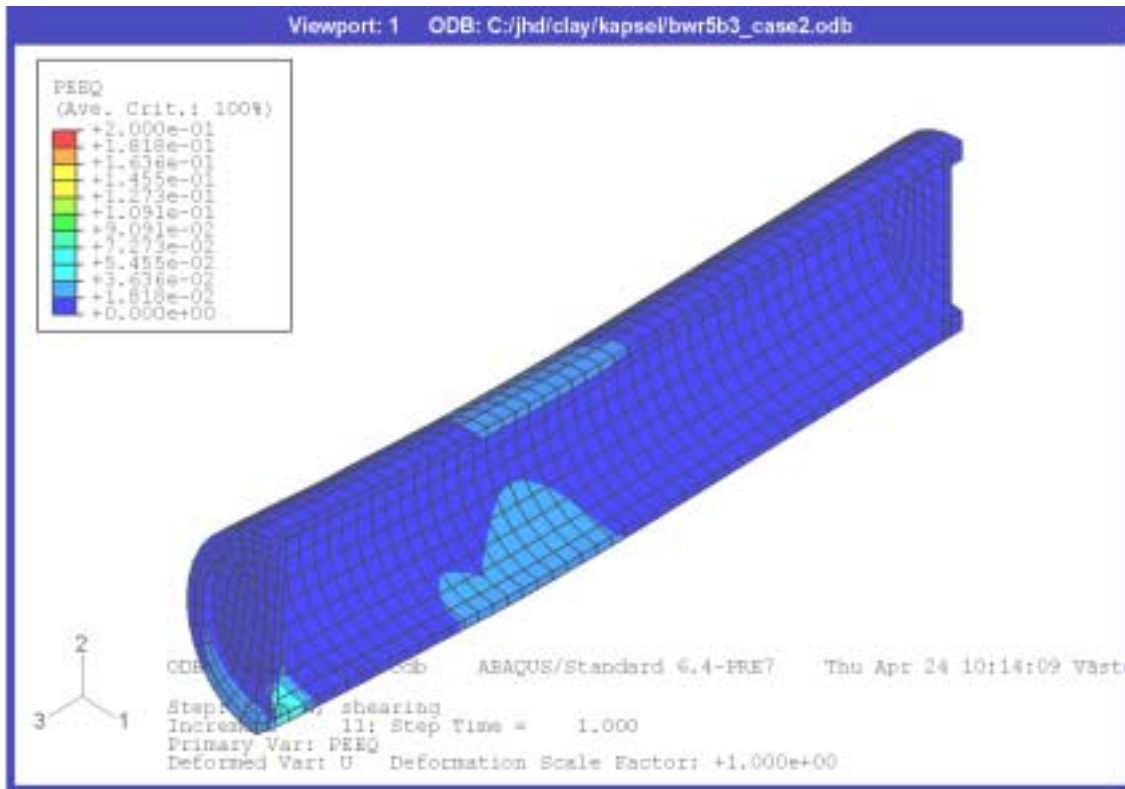 Viewport: 1 ODB: C:/jhd/clay/kapsel/bwr5b3_case2.odb
PEEQ
(Ave. Crit.: 100%)
+2.000e-01
+1.818e-01
+1.636e-01
+1.455e-01
+1.273e-01
+1.091e-01
+9.091e-02
+7.273e-02
+5.455e-02
+3.636e-02
+1.818e-02
+0.000e+00
2
3
1
ODB ABAQUS/Standard 6.4-PRE7 Thu Apr 24 10:14:09 Väst
Step: shearing
Increm 11: Step Time = 1.000
Primary Var: PEEQ
Deformed Var: U Deformation Scale Factor: +1.000e+00